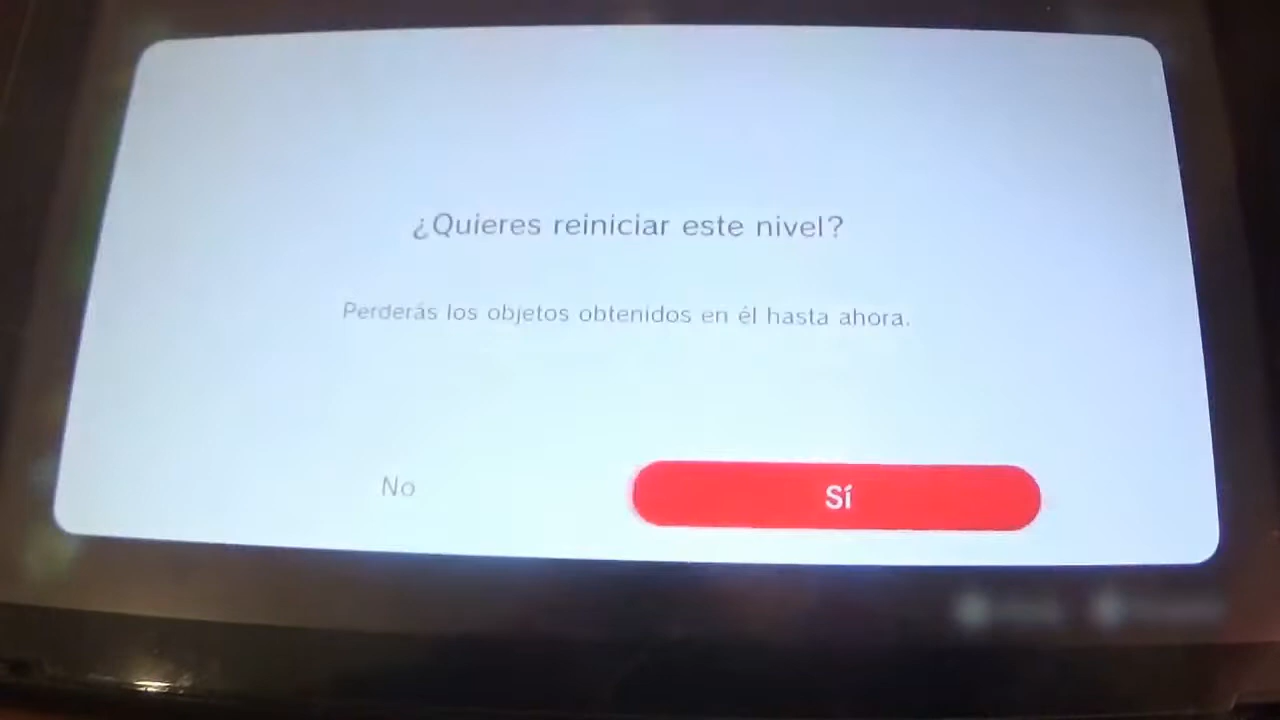 ¿Quieres reiniciar este nivel?
Perderás los objetos obtenidos en él hasta ahora.
No
Sí